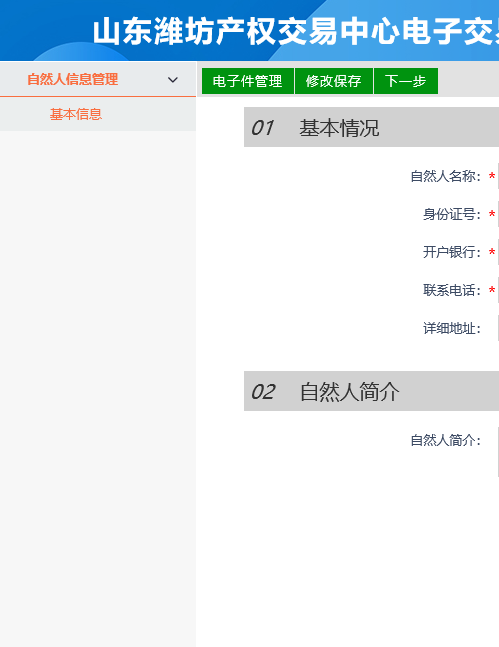 山东潍坊产权交易中心电子交
自然人信息管理
基本信息
电子件管理 修改保存 下一步
01 基本情况
自然人名称: *
身份证号: *
开户银行: *
联系电话: *
详细地址:
02 自然人简介
自然人简介: